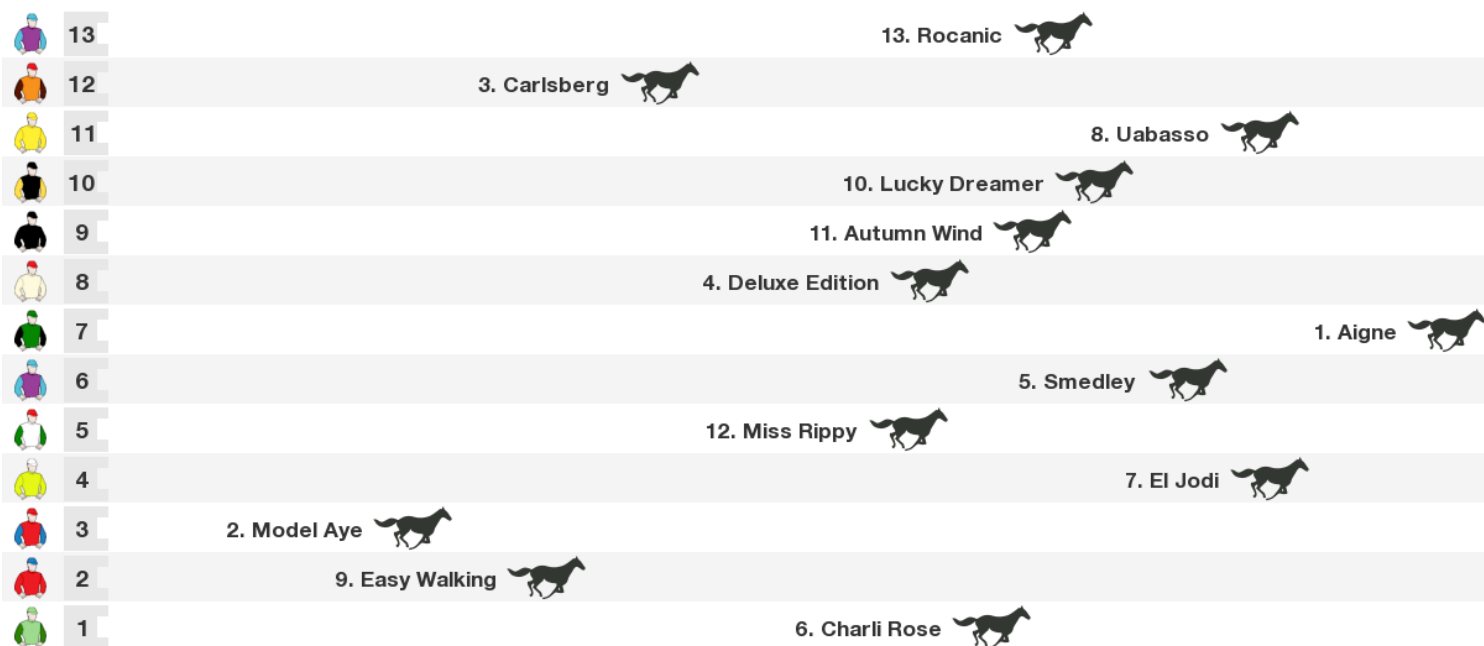 13 13. Rocanic
12 3. Carlsberg
11 8. Uabasso
10 10. Lucky Dreamer
9 11. Autumn Wind
8 4. Deluxe Edition
7 1. Aigne
6 5. Smedley
5 12. Miss Rippy
4 7. El Jodi
3 2. Model Aye
2 9. Easy Walking
1 6. Charli Rose